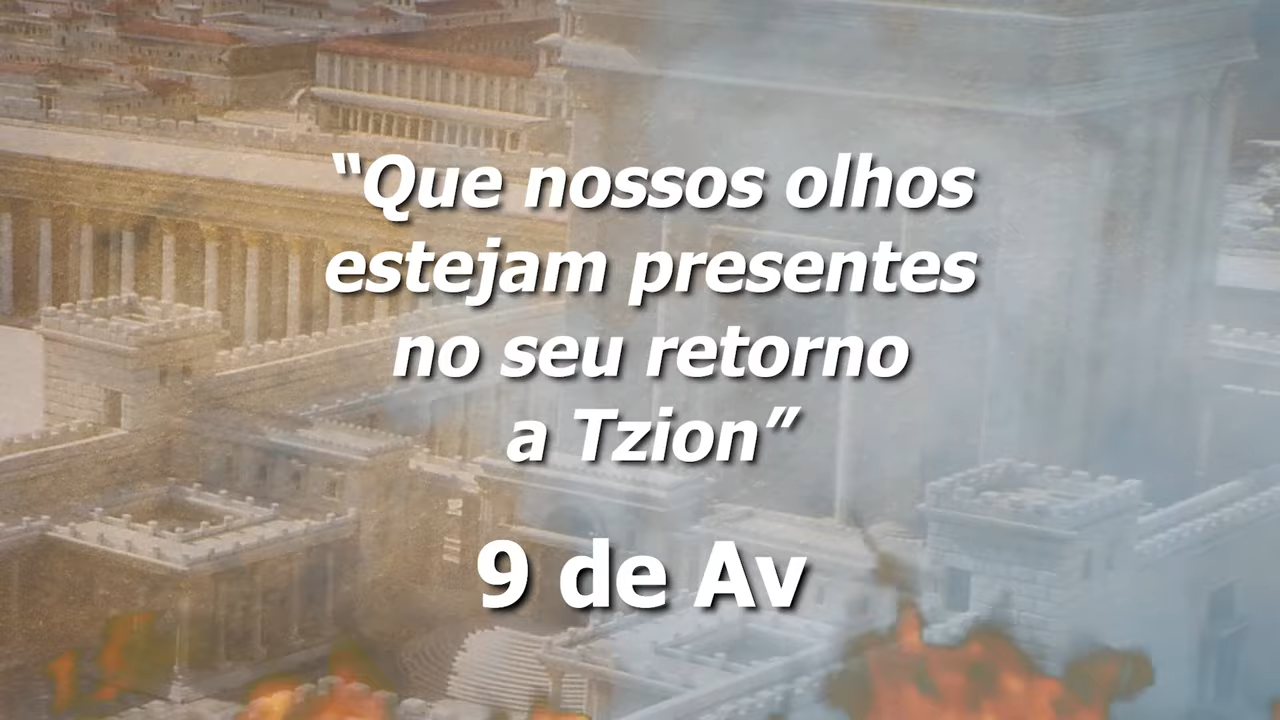 “Que nossos olhos
estejam presentes
no seu retorno
a Tzion”
9 de Av